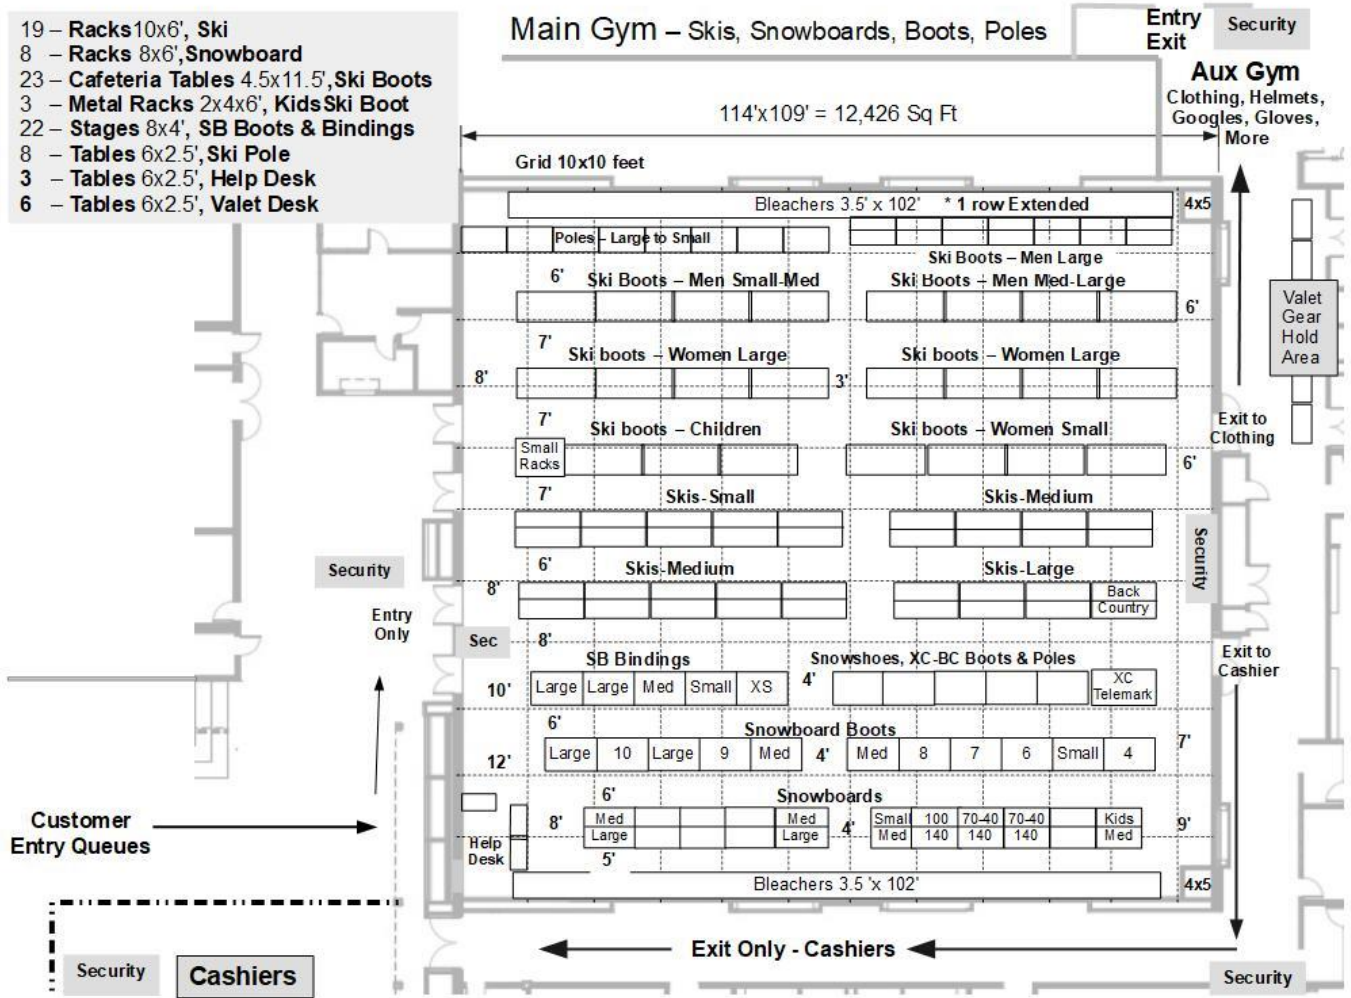 19 – Racks10x6', Ski
8 – Racks 8x6',Snowboard
23 – Cafeteria Tables 4.5x11.5',Ski Boots
3 – Metal Racks 2x4x6', KidsSki Boot
22 – Stages 8x4', SB Boots & Bindings
8 – Tables 6x2.5',Ski Pole
3 – Tables 6x2.5', Help Desk
6 – Tables 6x2.5', Valet Desk
Main Gym – Skis, Snowboards, Boots, Poles
Entry
Exit
Security
Aux Gym
Clothing, Helmets,
Googles, Gloves,
More
114'x109' = 12,426 Sq Ft
Grid 10x10 feet
Bleachers 3.5' x 102' * 1 row Extended
4x5
Poles – Large to Small
Ski Boots – Men Large
6'
Ski Boots – Men Small-Med
Ski Boots – Men Med-Large
6'
Valet
Gear
Hold
Area
7'
Ski boots – Women Large
Ski boots – Women Large
8'
3'
7'
Ski boots – Children
Ski boots – Women Small
Exit to
Clothing
Small
Racks
6'
7'
Skis-Small
Skis-Medium
Security
6'
Skis-Medium
Skis-Large
Security
8'
Back
Country
Entry
Only
Sec
8'
Exit to
Cashier
SB Bindings
Snowshoes, XC-BC Boots & Poles
10'
Large Large Med Small XS
4'
XC
Telemark
6'
Snowboard Boots
12'
Large 10 Large 9 Med
4'
Med 8 7 6 Small 4
7'
6'
Snowboards
Customer
Entry Queues
Help
Desk
8'
Med Med
Large Large
4'
Small 100 70-40 70-40 Kids
Med 140 140 140 Med
9'
5'
Bleachers 3.5 'x 102'
4x5
Exit Only - Cashiers
Security
Cashiers
Security